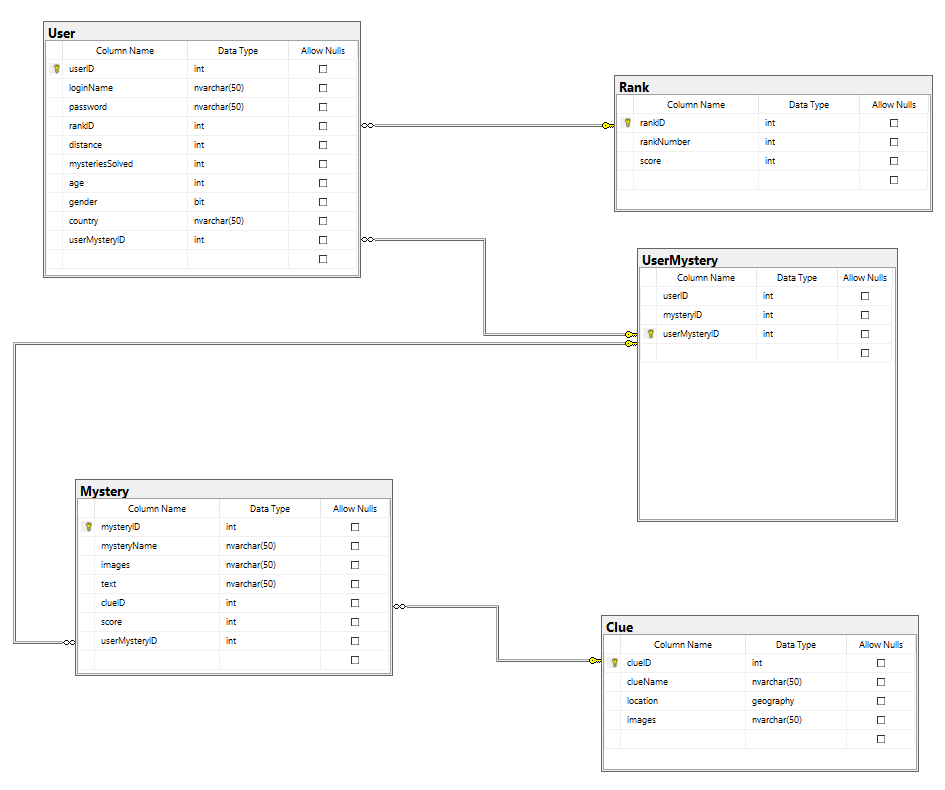 User
Column Name Data Type Allow Nulls
userID int
loginName nvarchar(50)
password nvarchar(50)
rankID int
distance int
mysteriesSolved int
age int
gender bit
country nvarchar(50)
userMysteryID int
Rank
Column Name Data Type Allow Nulls
rankID int
rankNumber int
score int
UserMystery
Column Name Data Type Allow Nulls
userID int
mysteryID int
userMysteryID int
Mystery
Column Name Data Type Allow Nulls
mysteryID int
mysteryName nvarchar(50)
images nvarchar(50)
text nvarchar(50)
clueID int
score int
userMysteryID int
Clue
Column Name Data Type Allow Nulls
clueID int
clueName nvarchar(50)
location geography
images nvarchar(50)